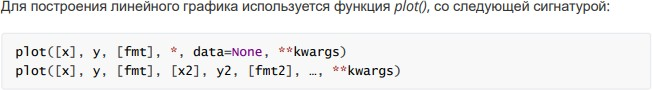 Для построения линейного графика используется функция plot(), со следующей сигнатурой:
plot([x], y, [fmt], *, data=None, **kwargs)
plot([x], y, [fmt], [x2], y2, [fmt2], …, **kwargs)